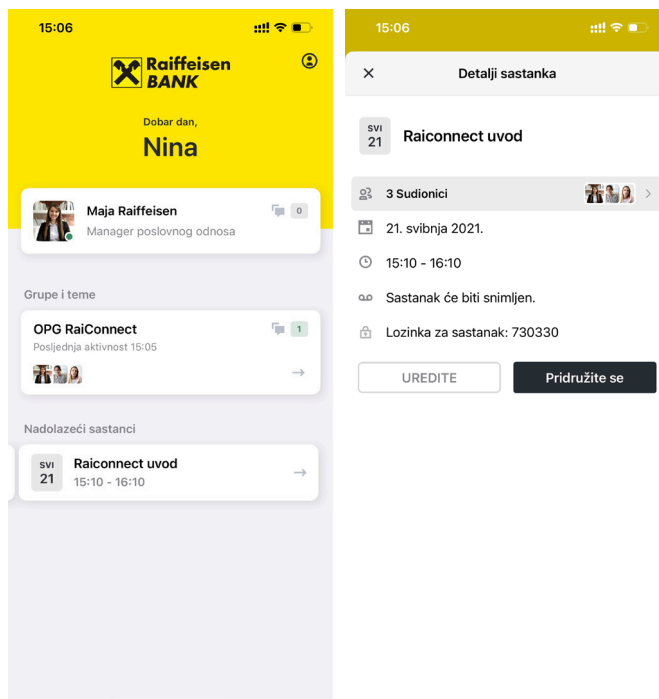 15:06
Raiffeisen
BANK
Dobar dan,
Nina
Maja Raiffeisen
0
Manager poslovnog odnosa
Grupe i teme
OPG RaiConnect
1
Posljednja aktivnost 15:05
Nadolazeći sastanci
SVI
21
Raiconnect uvod
15:10 - 16:10
15:06
Detalji sastanka
SVI
21
Raiconnect uvod
3 Sudionici
21. svibnja 2021.
15:10 - 16:10
Sastanak će biti snimljen.
Lozinka za sastanak: 730330
UREDITE
Pridružite se